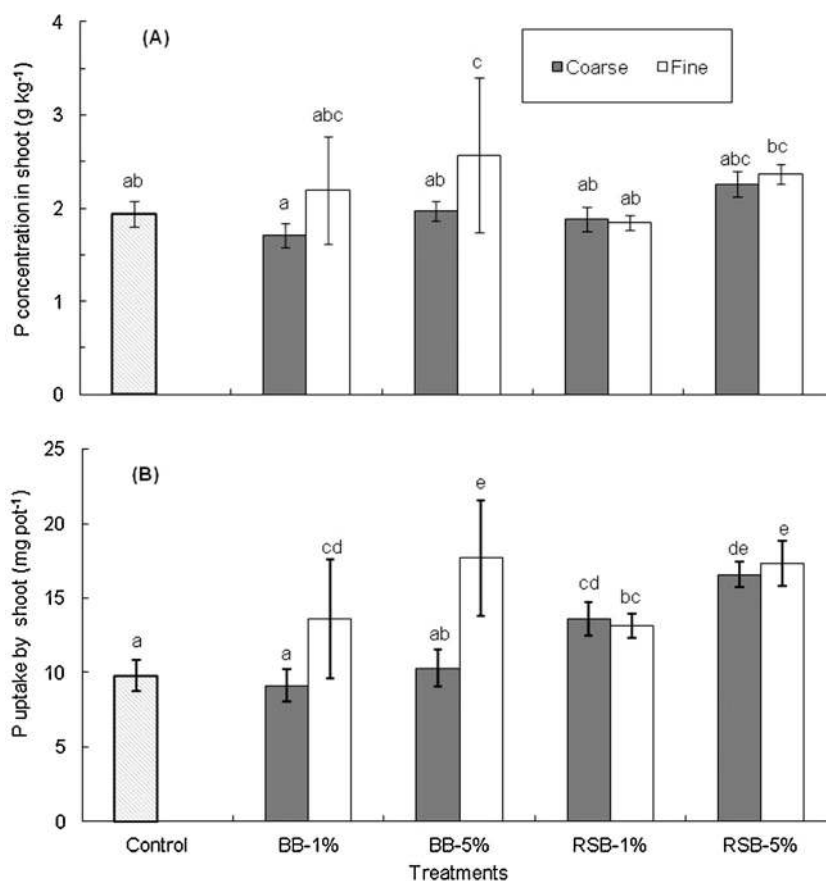 (A)
Coarse Fine
P concentration in shoot (g kg⁻¹)
4
3
2
1
0
ab
a
abc
ab
c
ab
ab
abc
bc
(B)
P uptake by shoot (mg pot⁻¹)
25
20
15
10
5
0
a
a
cd
ab
e
cd
bc
de
e
Control BB-1% BB-5% RSB-1% RSB-5%
Treatments